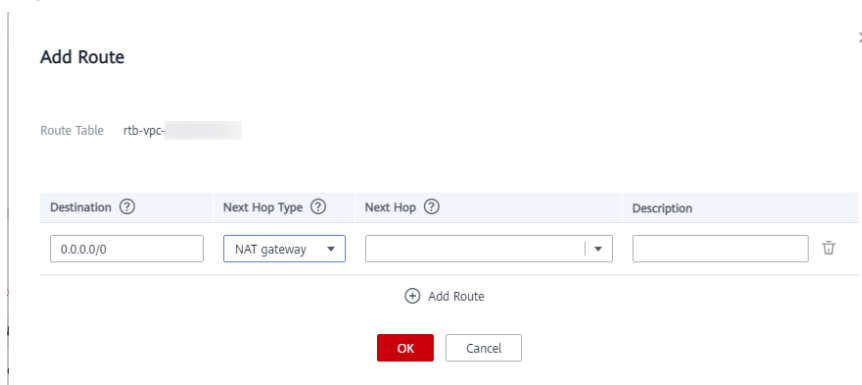 Add Route
Route Table rtb-vpc-
Destination ? Next Hop Type ? Next Hop ? Description
0.0.0.0/0 NAT gateway
Add Route
OK Cancel